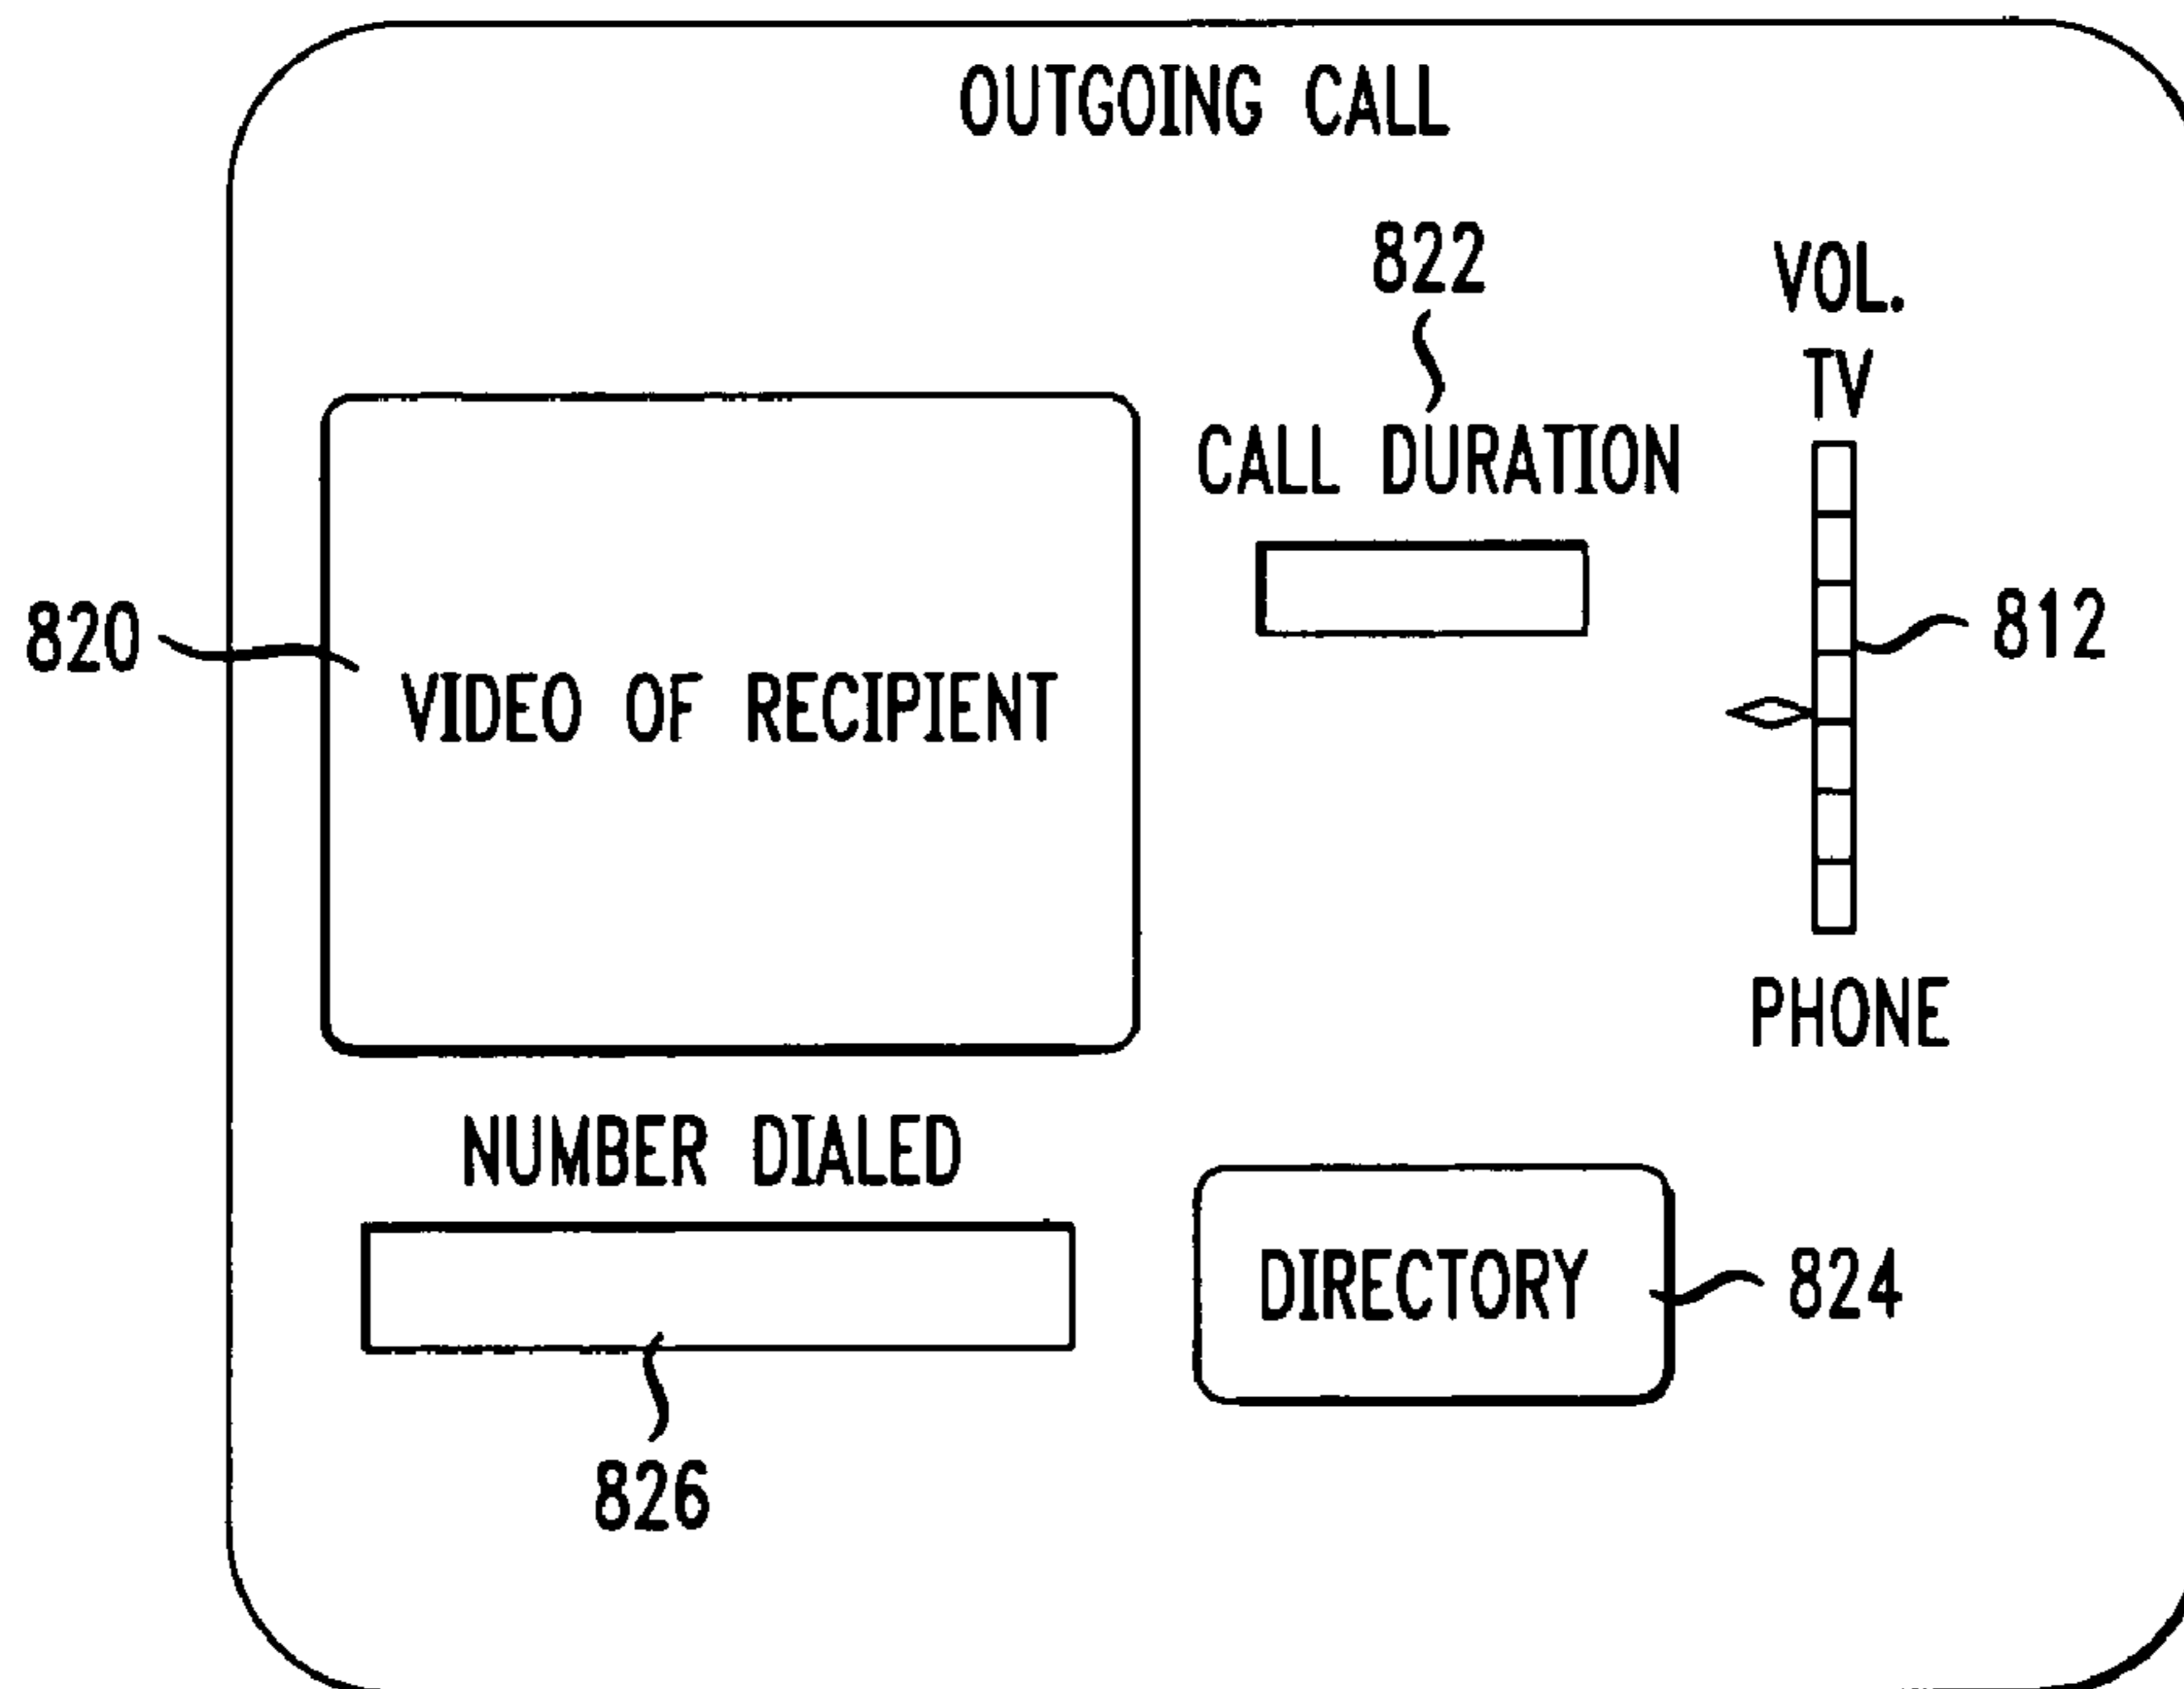 OUTGOING CALL
822
VOL.
TV
CALL DURATION
820
812
VIDEO OF RECIPIENT
PHONE
NUMBER DIALED
DIRECTORY
824
826